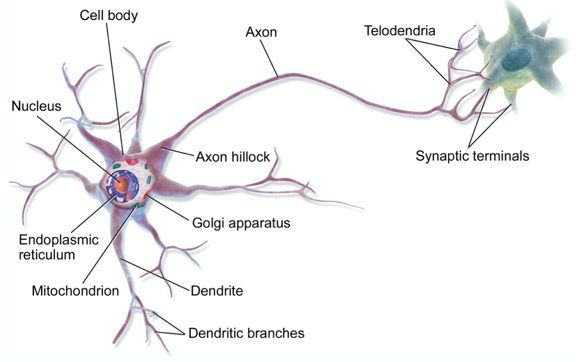 Cell body
Axon
Telodendria
Nucleus
Axon hillock
Synaptic terminals
Golgi apparatus
Endoplasmic
reticulum
Mitochondrion
Dendrite
Dendritic branches